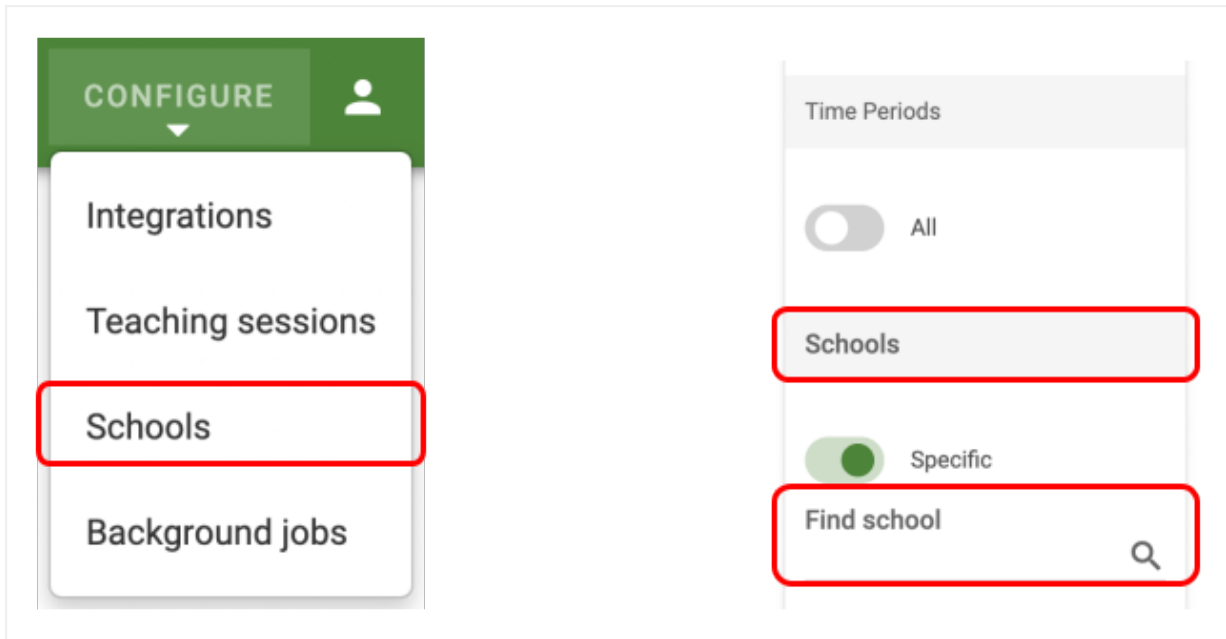 CONFIGURE
Integrations
Teaching sessions
Schools
Background jobs
Time Periods
All
Schools
Specific
Find school